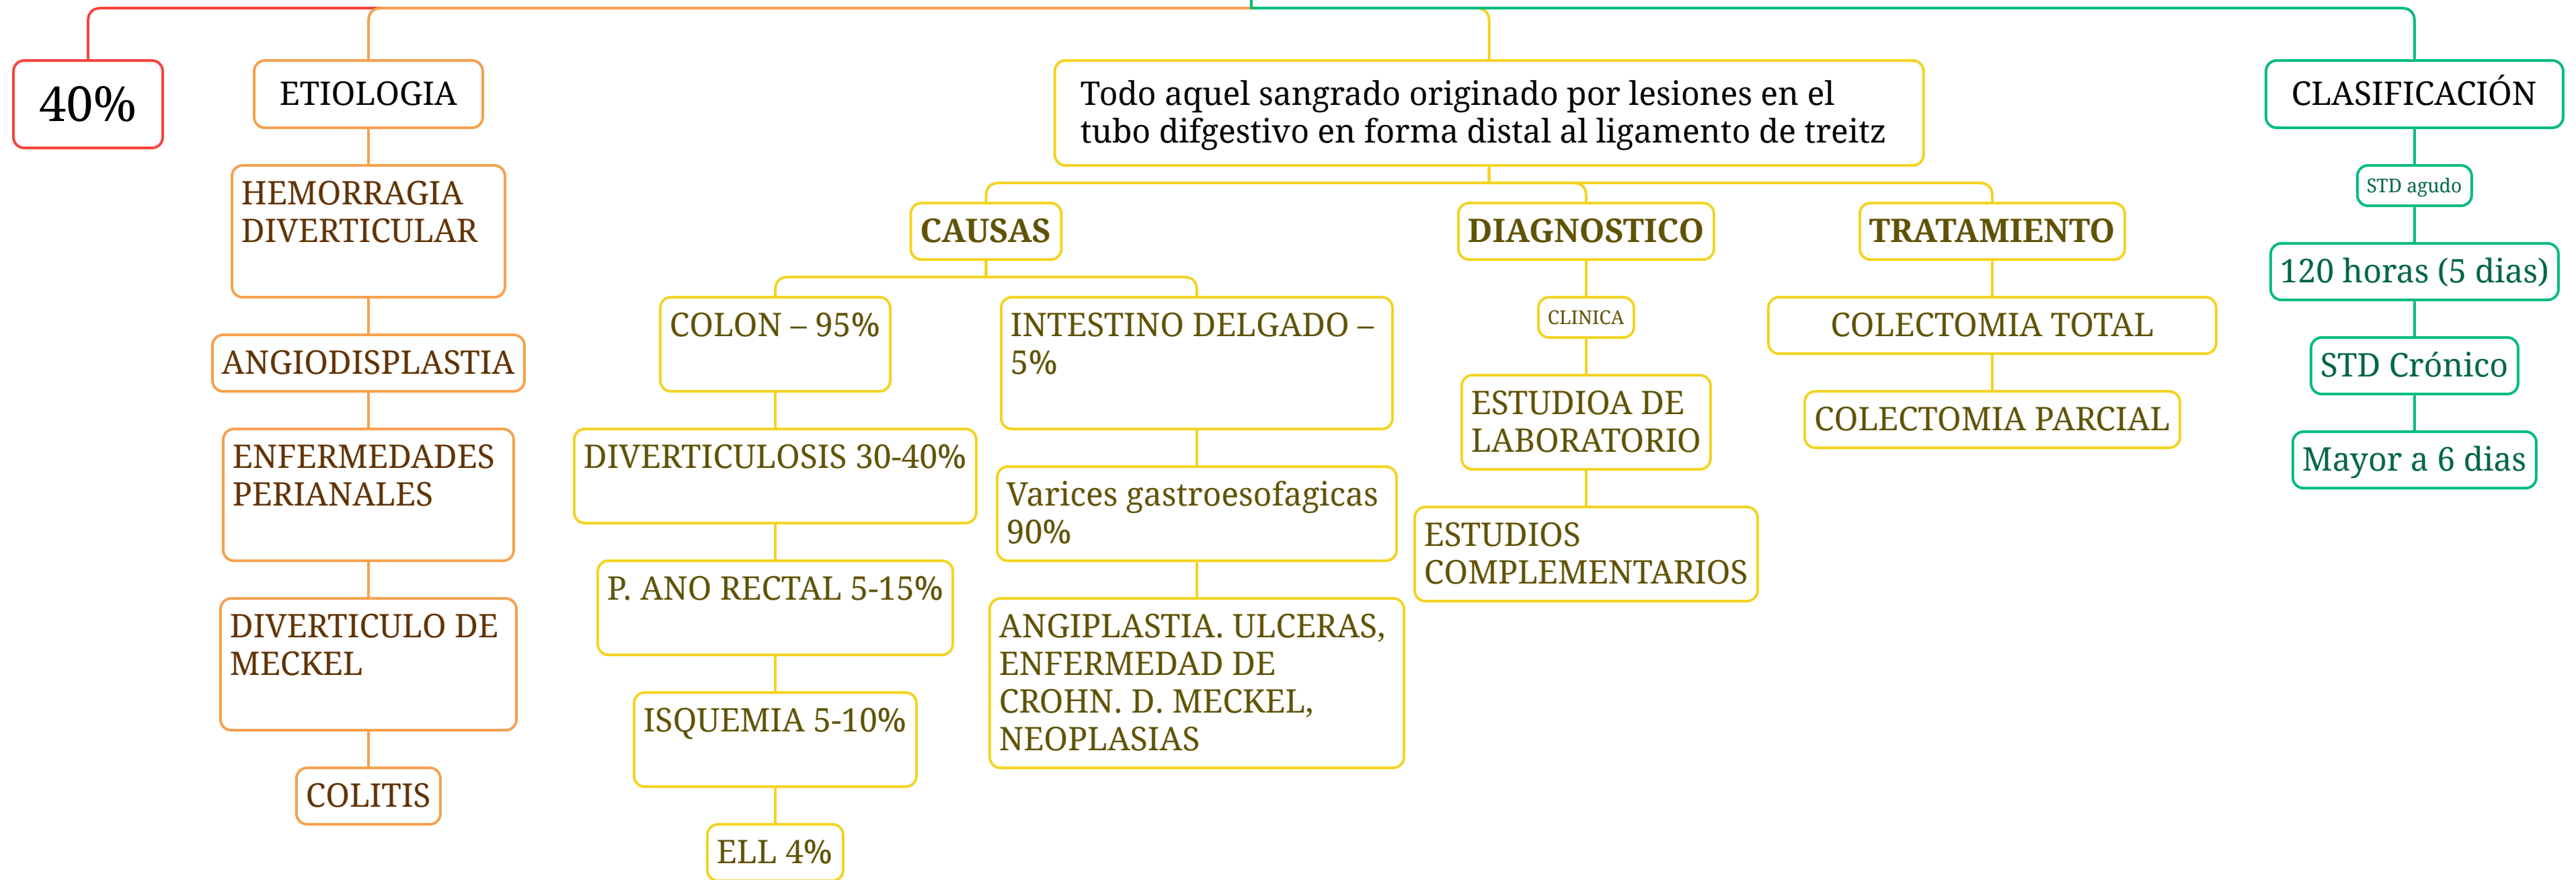 40%
ETIOLOGIA
HEMORRAGIA
DIVERTICULAR
ANGIODISPLASTIA
ENFERMEDADES
PERIANALES
DIVERTICULO DE
MECKEL
COLITIS
Todo aquel sangrado originado por lesiones en el
tubo difgestivo en forma distal al ligamento de treitz
CAUSAS
COLON – 95%
DIVERTICULOSIS 30-40%
P. ANO RECTAL 5-15%
ISQUEMIA 5-10%
ELL 4%
INTESTINO DELGADO –
5%
Varices gastroesofagicas
90%
ANGIPLASTIA. ULCERAS,
ENFERMEDAD DE
CROHN. D. MECKEL,
NEOPLASIAS
DIAGNOSTICO
CLINICA
ESTUDIOA DE
LABORATORIO
ESTUDIOS
COMPLEMENTARIOS
TRATAMIENTO
COLECTOMIA TOTAL
COLECTOMIA PARCIAL
CLASIFICACIÓN
STD agudo
120 horas (5 dias)
STD Crónico
Mayor a 6 dias